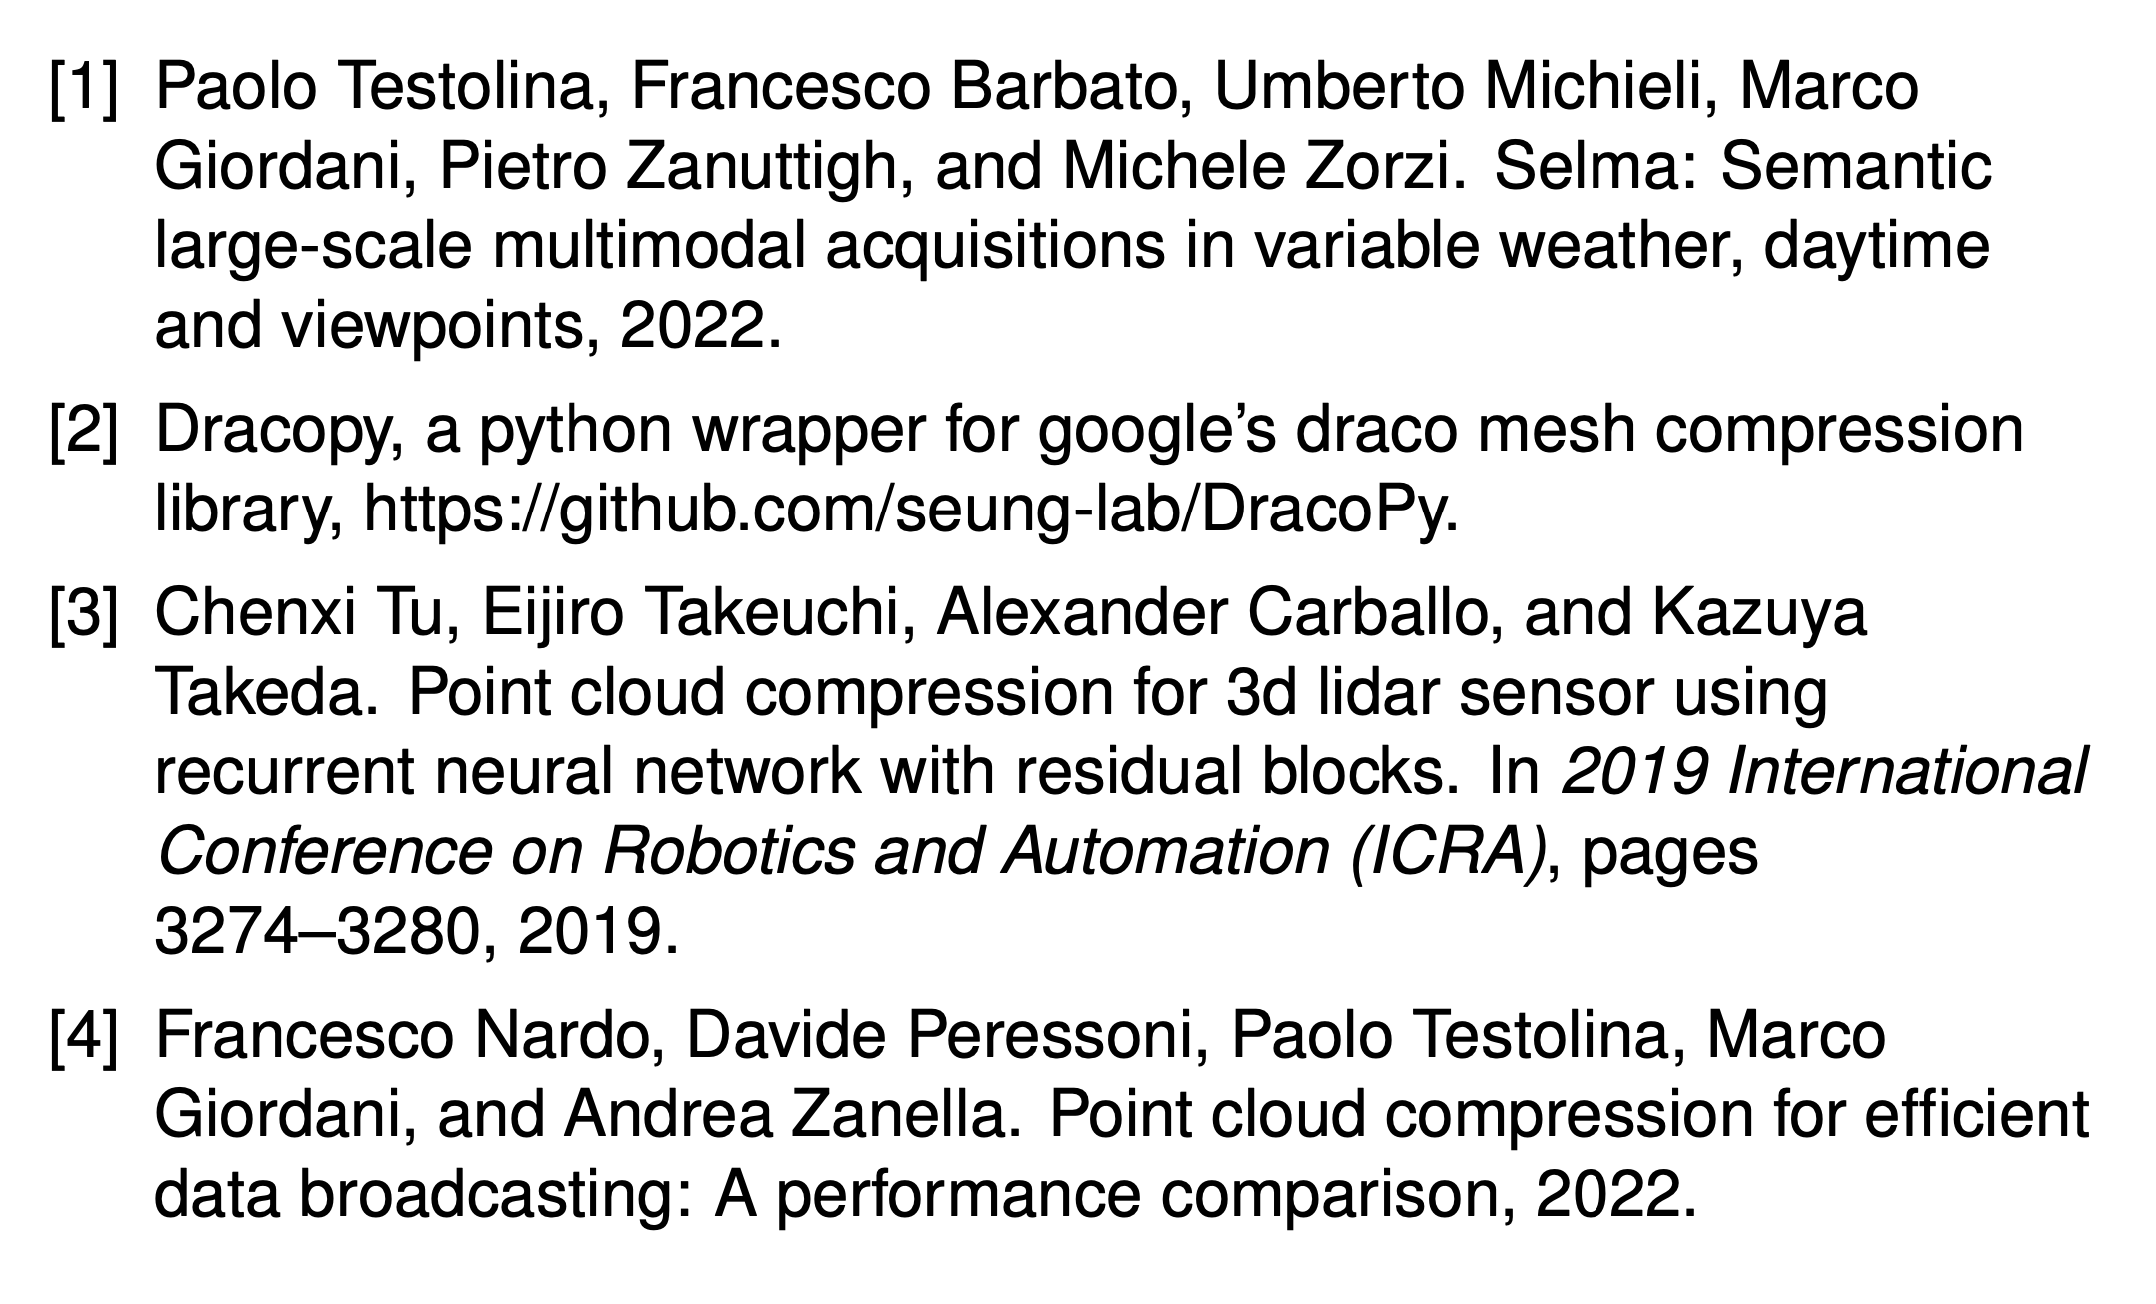 [1] Paolo Testolina, Francesco Barbato, Umberto Michieli, Marco
Giordani, Pietro Zanuttigh, and Michele Zorzi. Selma: Semantic
large-scale multimodal acquisitions in variable weather, daytime
and viewpoints, 2022.
[2] Dracopy, a python wrapper for google’s draco mesh compression
library, https://github.com/seung-lab/DracoPy.
[3] Chenxi Tu, Eijiro Takeuchi, Alexander Carballo, and Kazuya
Takeda. Point cloud compression for 3d lidar sensor using
recurrent neural network with residual blocks. In 2019 International
Conference on Robotics and Automation (ICRA), pages
3274–3280, 2019.
[4] Francesco Nardo, Davide Peressoni, Paolo Testolina, Marco
Giordani, and Andrea Zanella. Point cloud compression for efficient
data broadcasting: A performance comparison, 2022.